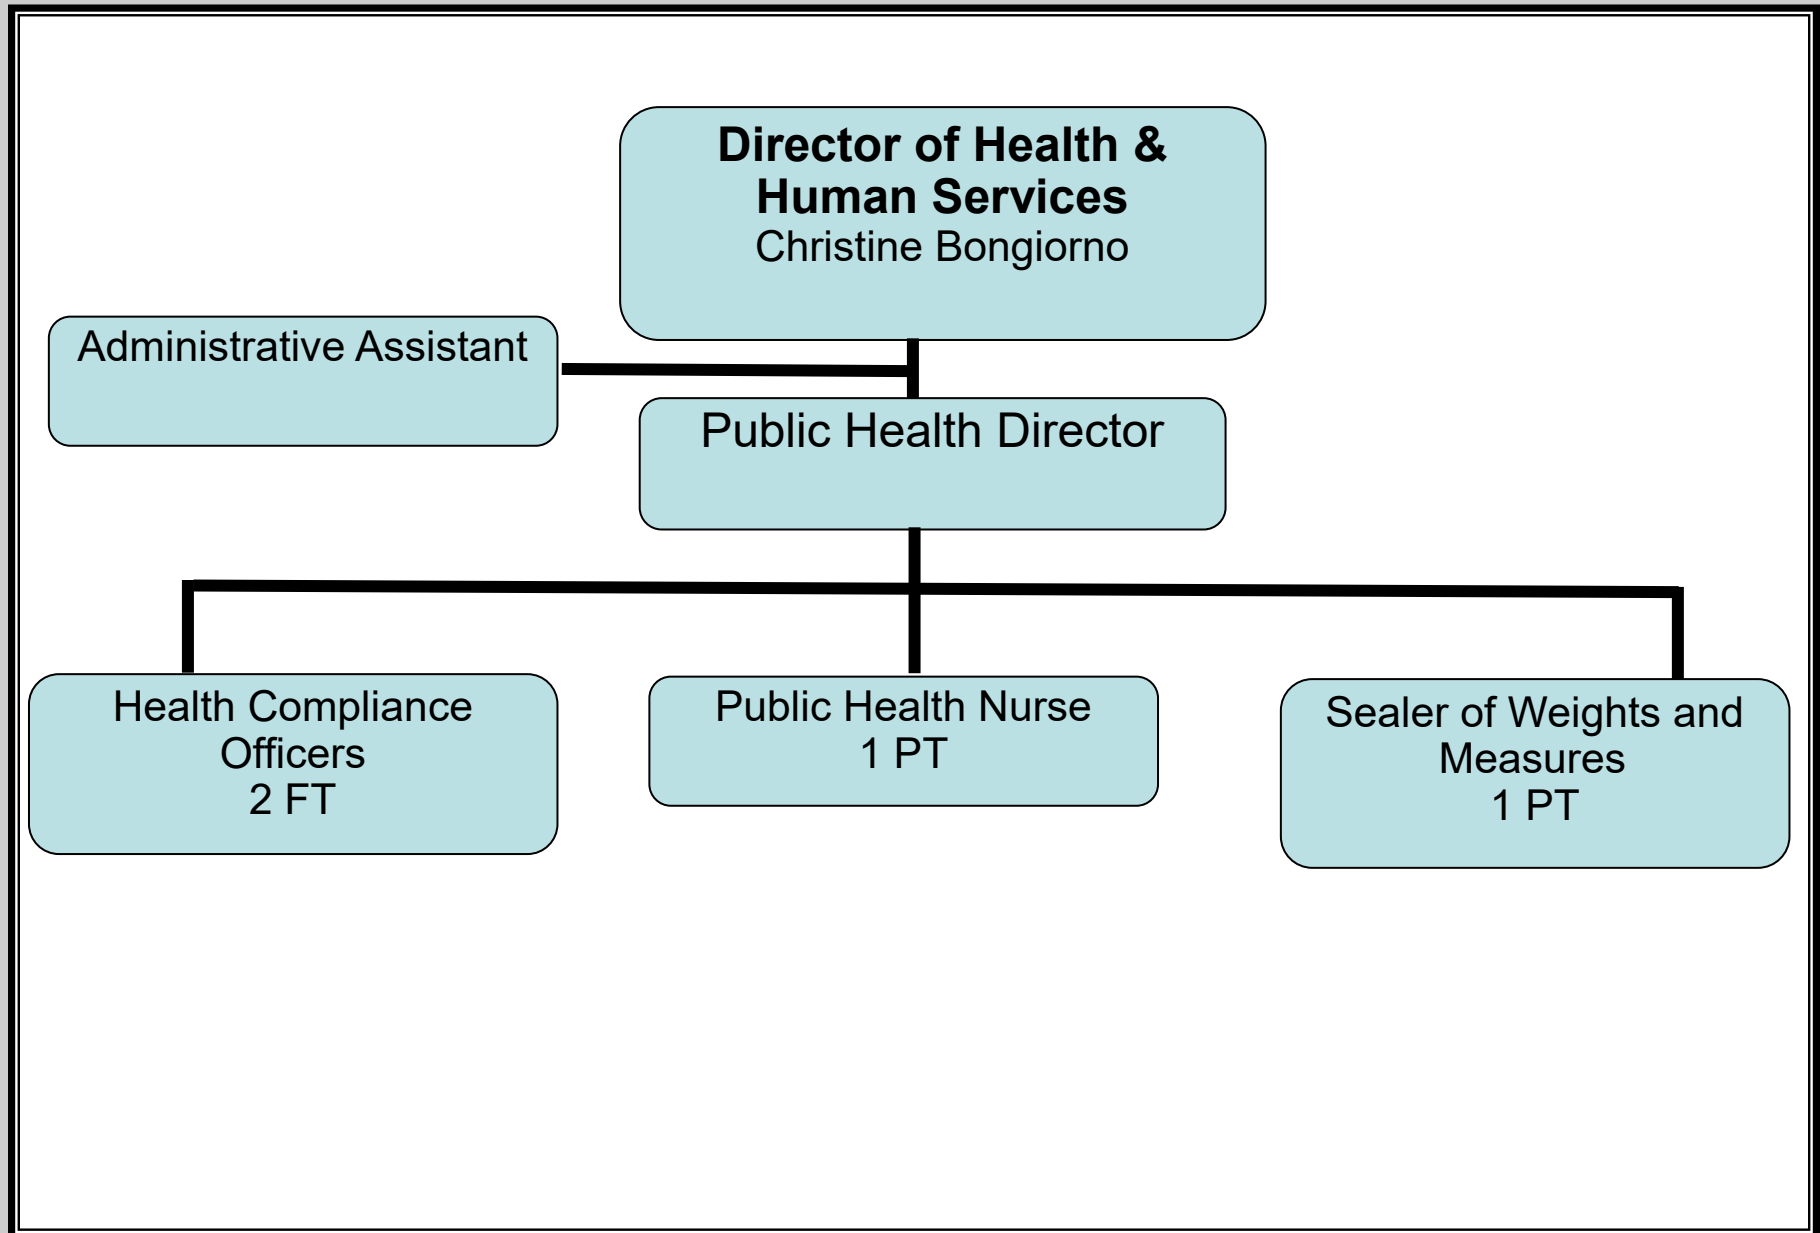 Director of Health &
Human Services
Christine Bongiorno
Administrative Assistant
Public Health Director
Health Compliance
Officers
2 FT
Public Health Nurse
1 PT
Sealer of Weights and
Measures
1 PT